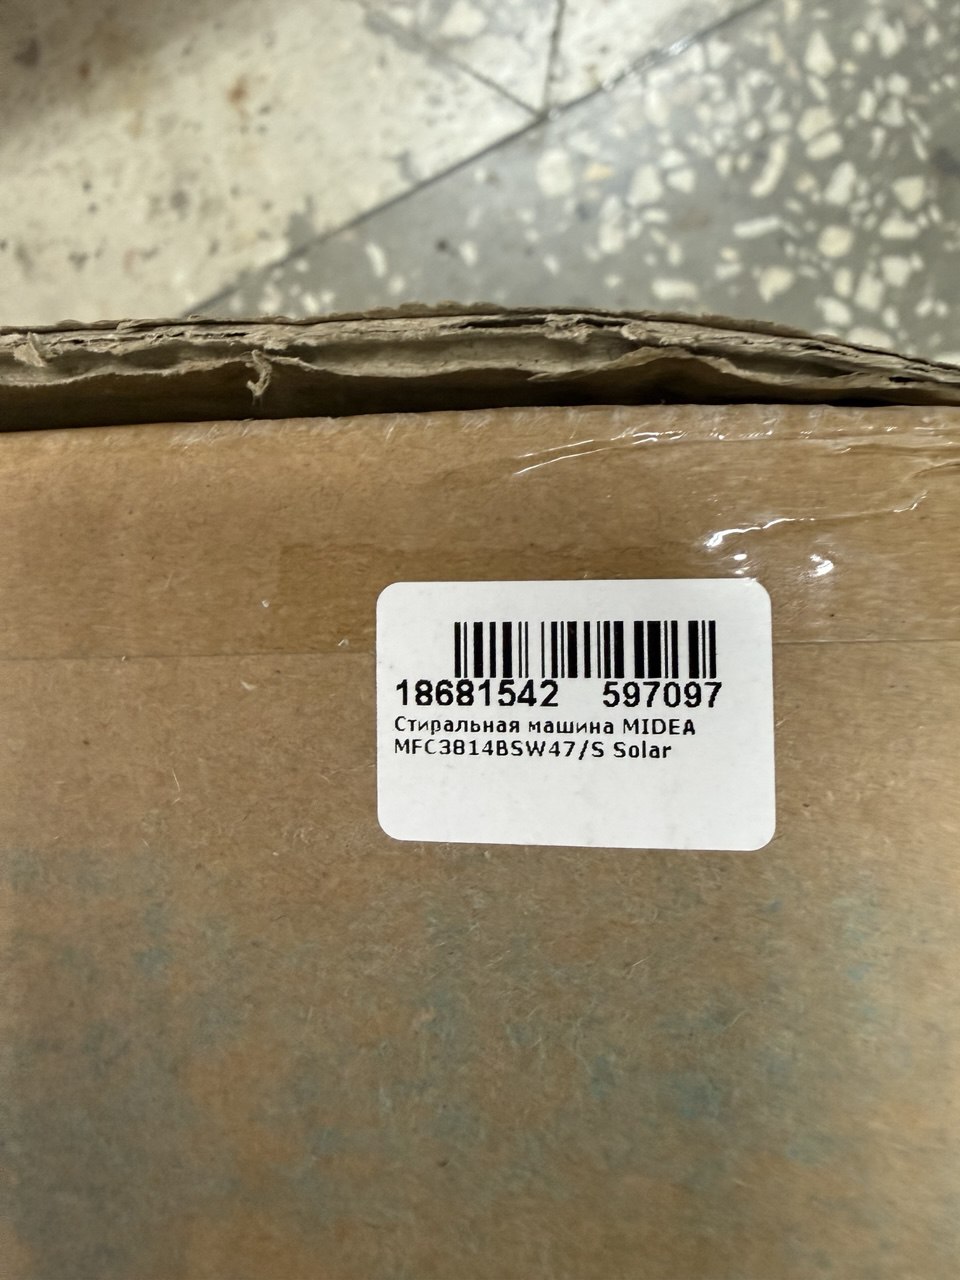 18681542 597097
Стиральная машина MIDEA
MFC3814BSW47/S Solar